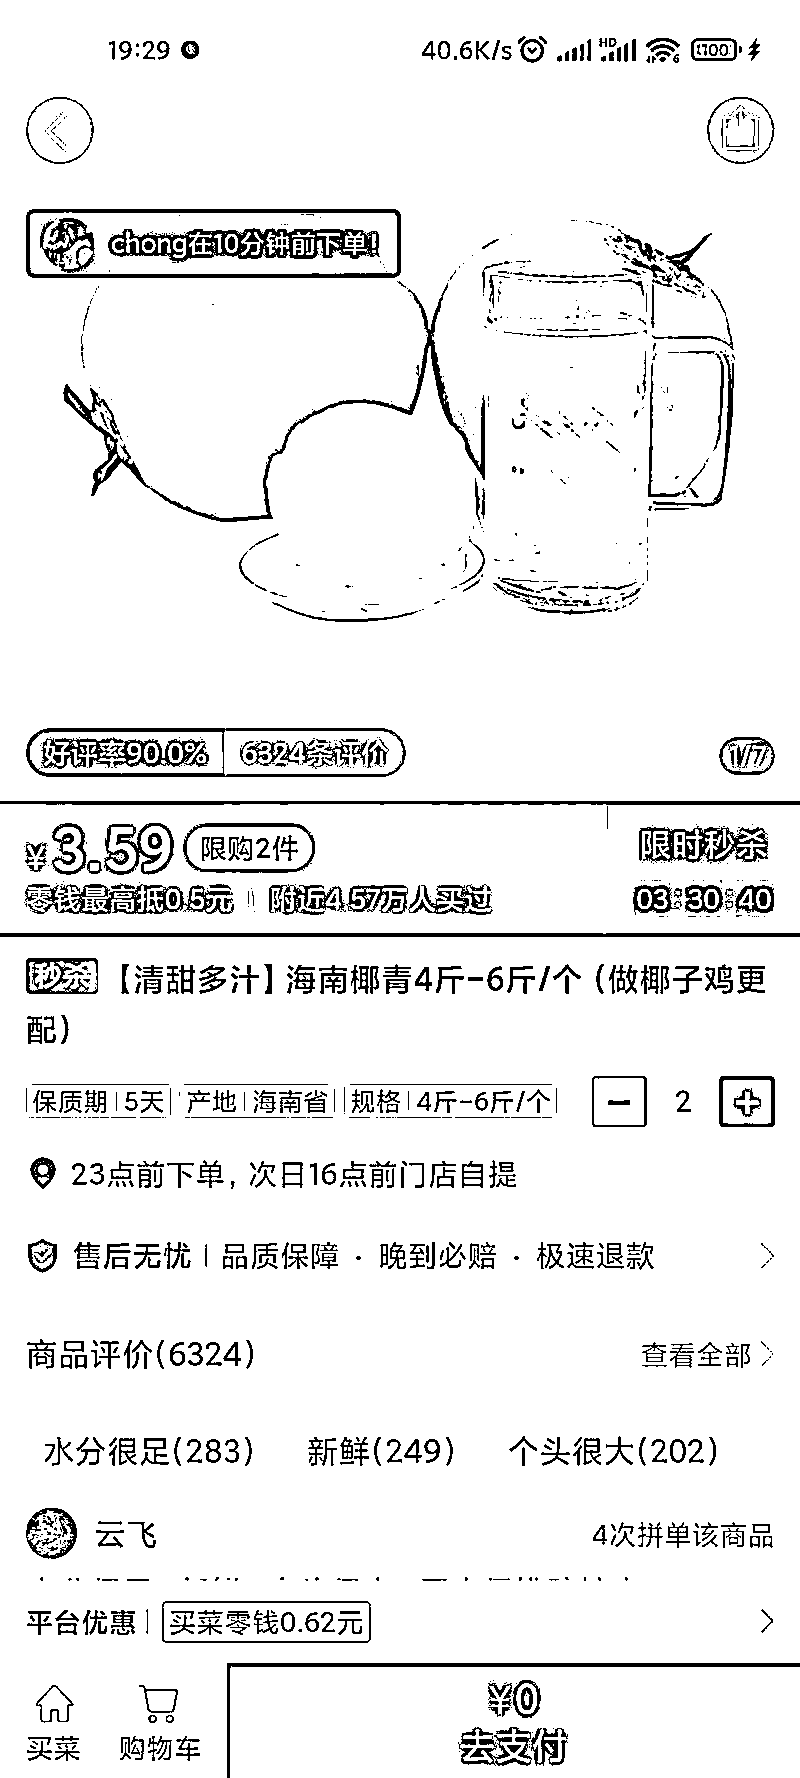 19:29 40.6K/s HD 6 100
chong在10分钟前下单!
好评率90.0% 6324条评价 1/7
¥3.59 限购2件 限时秒杀
零钱最高抵0.5元 | 附近4.57万人买过 03:30:40
秒杀 【清甜多汁】海南椰青4斤-6斤/个(做椰子鸡更
配)
保质期|5天 产地|海南省 规格|4斤-6斤/个 - 2 +
23点前下单, 次日16点前门店自提
售后无忧 | 品质保障 · 晚到必赔 · 极速退款
商品评价(6324) 查看全部
水分很足(283) 新鲜(249) 个头很大(202)
云飞 4次拼单该商品
平台优惠 | 买菜零钱0.62元
¥0
买菜 购物车 去支付